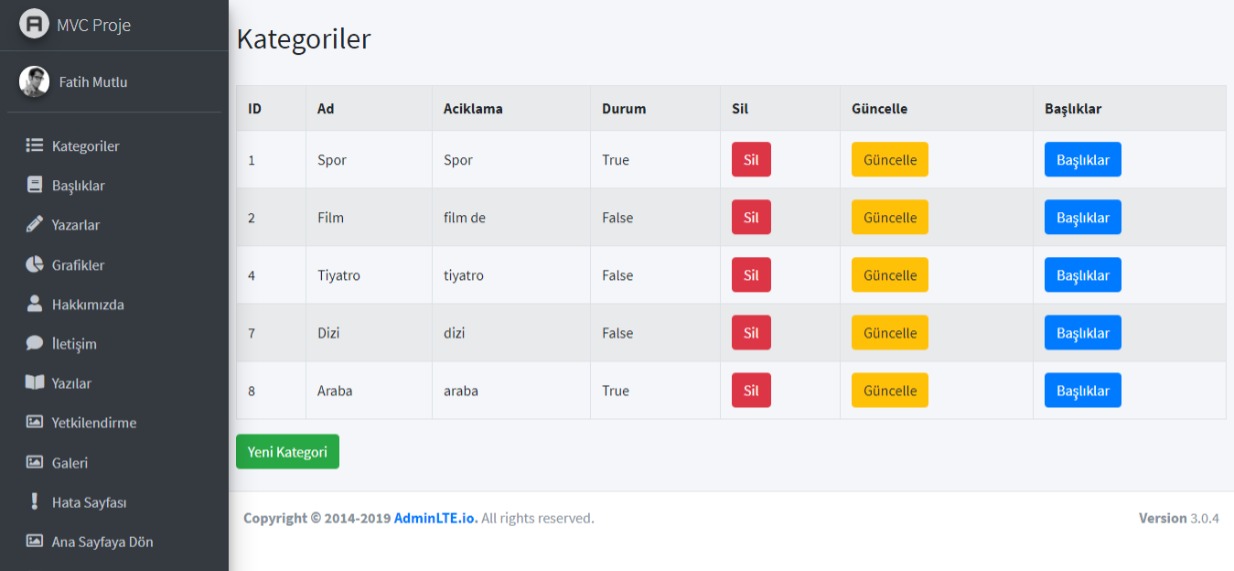 MVC Proje
Fatih Mutlu
Kategoriler
Başlıklar
Yazarlar
Grafikler
Hakkımızda
İletişim
Yazılar
Yetkilendirme
Galeri
Hata Sayfası
Ana Sayfaya Dön
Kategoriler
ID Ad Aciklama Durum Sil Güncelle Başlıklar
1 Spor Spor True Sil Güncelle Başlıklar
2 Film film de False Sil Güncelle Başlıklar
4 Tiyatro tiyatro False Sil Güncelle Başlıklar
7 Dizi dizi False Sil Güncelle Başlıklar
8 Araba araba True Sil Güncelle Başlıklar
Yeni Kategori
Copyright © 2014-2019 AdminLTE.io. All rights reserved. Version 3.0.4